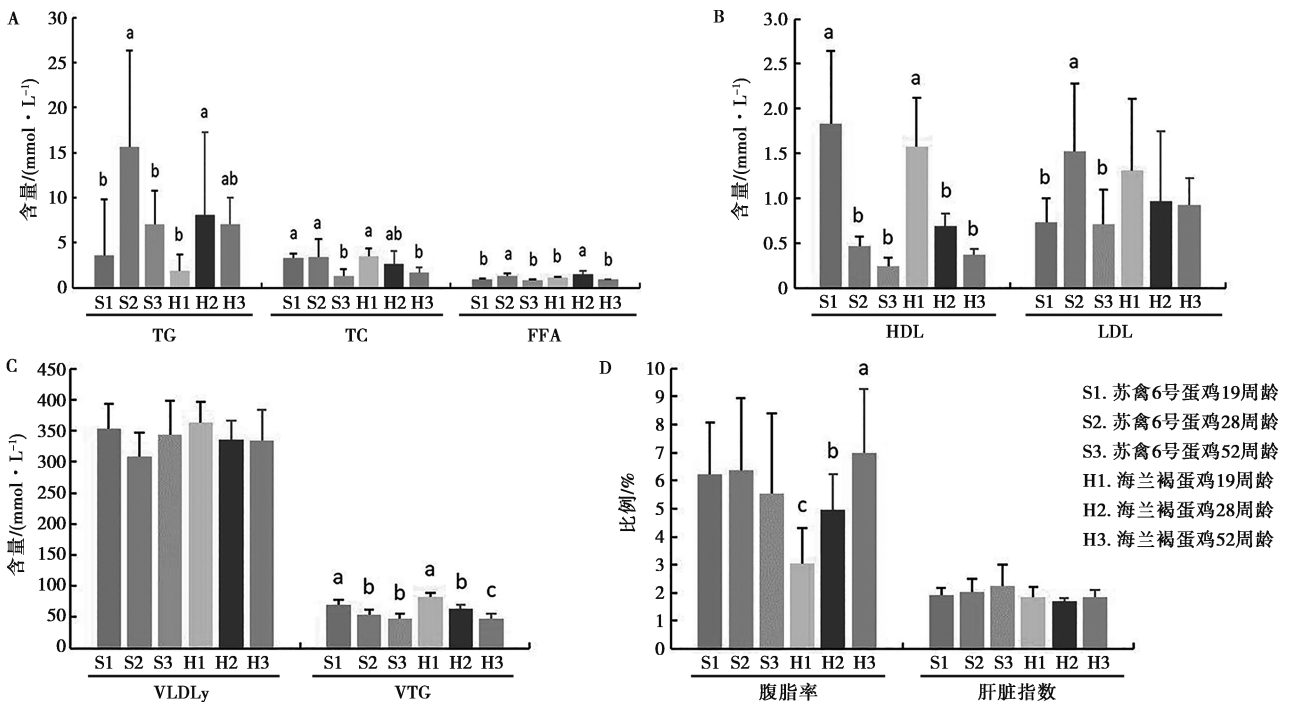 A
含量/(mmol·L⁻¹)
30
25
20
15
10
5
0
b a b b a ab
a a b a ab b
b a b b a b
S1 S2 S3 H1 H2 H3
S1 S2 S3 H1 H2 H3
S1 S2 S3 H1 H2 H3
TG TC FFA
B
含量/(mmol·L⁻¹)
3.0
2.5
2.0
1.5
1.0
0.5
0
a b b a b b
b a b
S1 S2 S3 H1 H2 H3
S1 S2 S3 H1 H2 H3
HDL LDL
C
含量/(mmol·L⁻¹)
450
400
350
300
250
200
150
100
50
0
a b b a b c
S1 S2 S3 H1 H2 H3
S1 S2 S3 H1 H2 H3
VLDLy VTG
D
比例/%
10
9
8
7
6
5
4
3
2
1
0
c b a
S1 S2 S3 H1 H2 H3
S1 S2 S3 H1 H2 H3
腹脂率 肝脏指数
S1. 苏禽6号蛋鸡19周龄
S2. 苏禽6号蛋鸡28周龄
S3. 苏禽6号蛋鸡52周龄
H1. 海兰褐蛋鸡19周龄
H2. 海兰褐蛋鸡28周龄
H3. 海兰褐蛋鸡52周龄